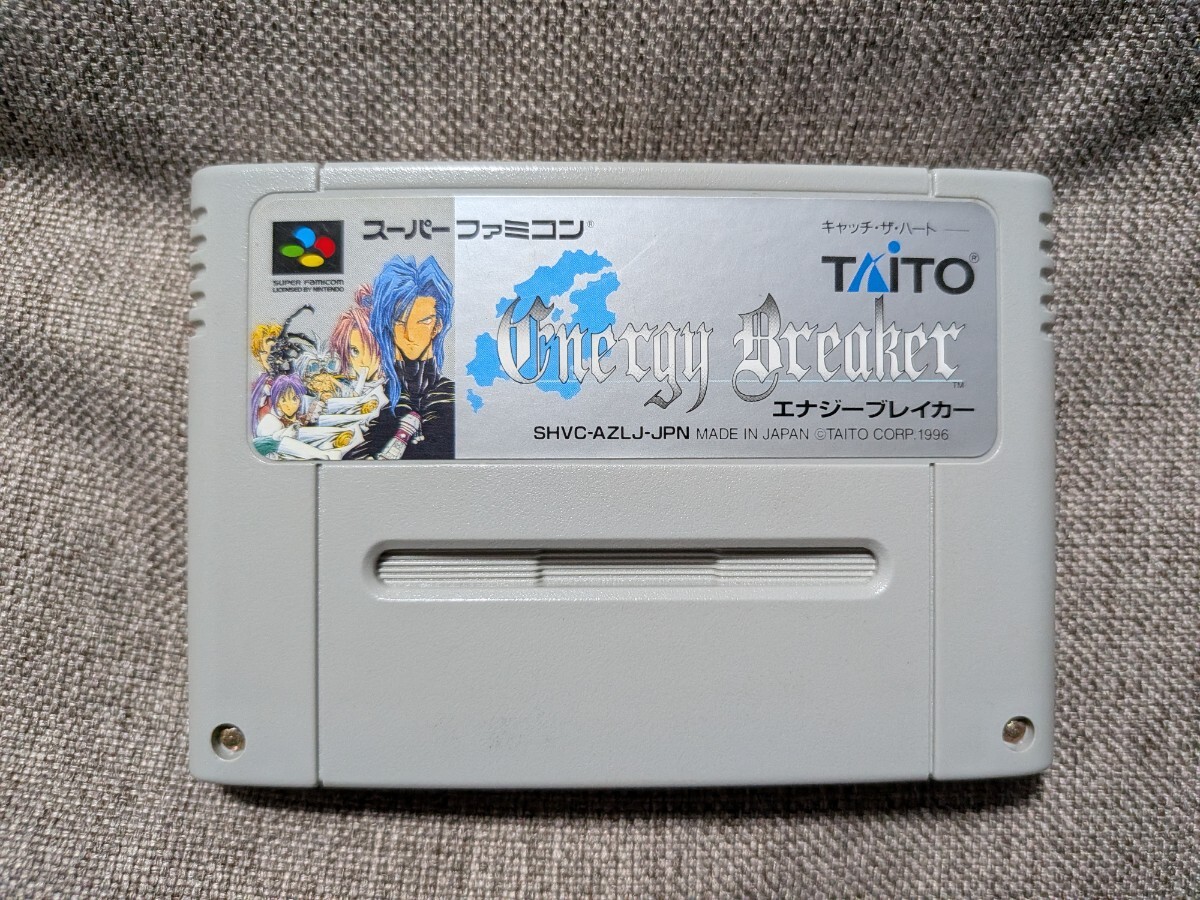 スーパーファミコン®
キャッチ・ザ・ハート
TAITO®
SUPER FAMICOM
LICENSED BY NINTENDO
Energy Breaker™
エナジーブレイカー
SHVC-AZLJ-JPN MADE IN JAPAN ©TAITO CORP.1996